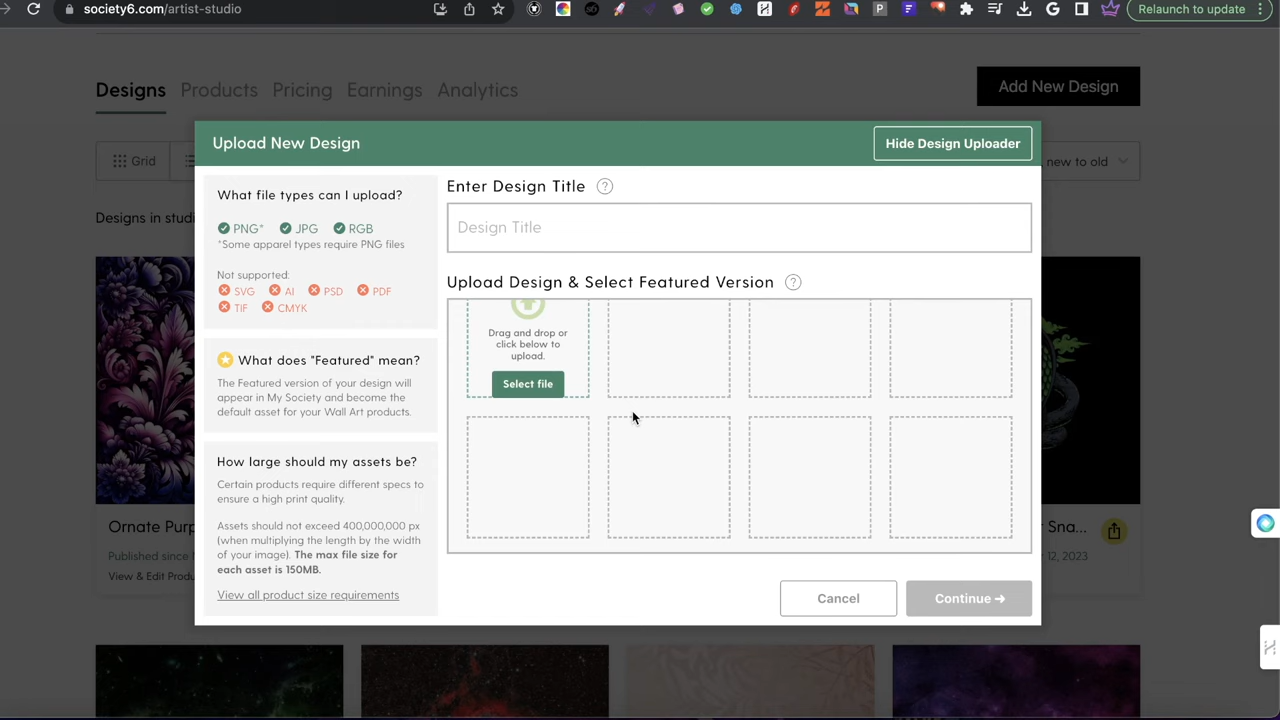 society6.com/artist-studio
Relaunch to update
Designs
Products
Pricing
Earnings
Analytics
Add New Design
Upload New Design
Hide Design Uploader
Grid
new to old
Designs in studi
What file types can I upload?
PNG* JPG RGB
*Some apparel types require PNG files
Not supported:
SVG AI PSD PDF
TIF CMYK
What does "Featured" mean?
The Featured version of your design will
appear in My Society and become the
default asset for your Wall Art products.
How large should my assets be?
Certain products require different specs to
ensure a high print quality.
Assets should not exceed 400,000,000 px
(when multiplying the length by the width
of your image). The max file size for
each asset is 150MB.
View all product size requirements
Enter Design Title
Design Title
Upload Design & Select Featured Version
Drag and drop or
click below to
upload.
Select file
Cancel
Continue →
Ornate Purp
Published since
View & Edit Produ
Sna...
12, 2023